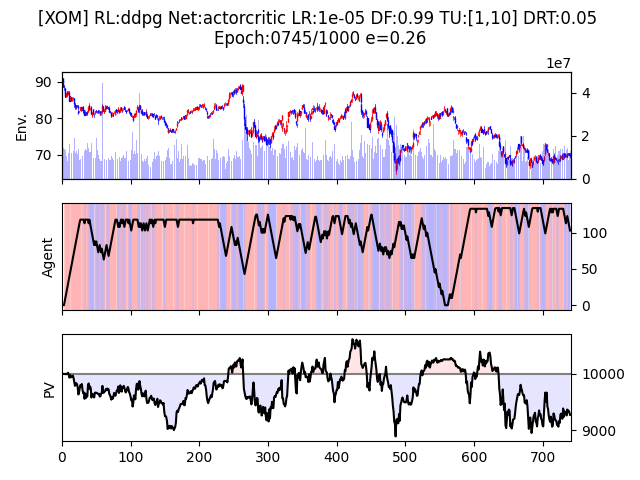 [XOM] RL:ddpg Net:actorcritic LR:1e-05 DF:0.99 TU:[1,10] DRT:0.05
Epoch:0745/1000 e=0.26
1e7
90
80
70
Env.
4
2
0
Agent
100
50
0
PV
10000
9000
0 100 200 300 400 500 600 700